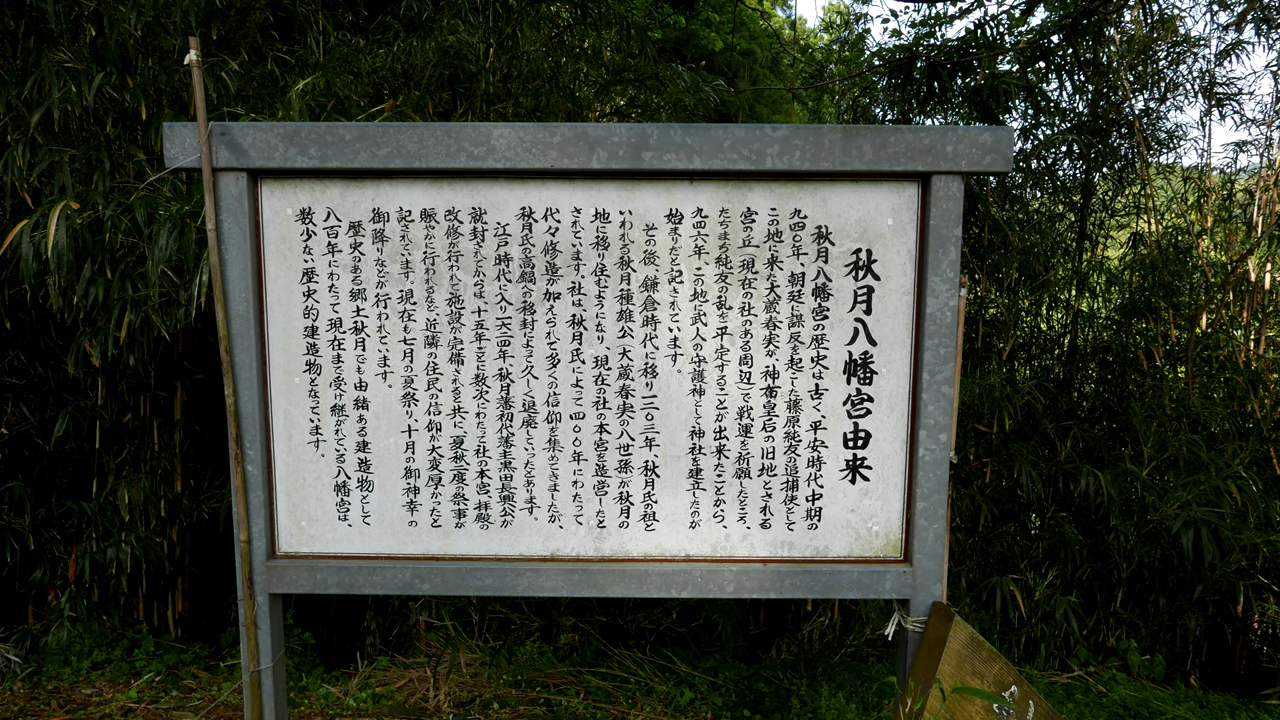 秋月八幡宮由来
秋月八幡宮の歴史は古く、平安時代中期の
九四〇年、朝廷に謀反を起こした藤原純友の追捕使として
この地に来た大蔵春実が、神功皇后の旧地とされる
宮の丘(現在の社のある周辺)で戦運を祈願したところ、
たちまち純友の乱を平定することが出来たことから、
九四六年、この地に武人の守護神として神社を建立したのが
始まりだと記されています。
その後、鎌倉時代に移り一二〇三年、秋月氏の祖と
いわれる秋月種雄公(大蔵春実の八世孫)が秋月の
地に移り住むようになり、現在の社の本宮を造営したと
されています。社は、秋月氏によって四〇〇年にわたって
代々修造が加えられて多くの信仰を集めてきましたが、
秋月氏の高鍋への移封によって久しく退廃していったとあります。
江戸時代に入り一六二四年、秋月藩初代藩主黒田長興公が
就封されてからは、十五年ごとに数次にわたって社の本宮、拝殿の
改修が行われて施設が完備されると共に、夏秋二度の祭事が
賑やかに行われるなど、近隣の住民の信仰が大変厚かったと
記されています。現在も七月の夏祭り、十月の御神幸の
御降りなどが行われています。
歴史のある郷土秋月でも由緒ある建造物として
八百年にわたって現在まで受け継がれている八幡宮は、
数少ない歴史的建造物となっています。